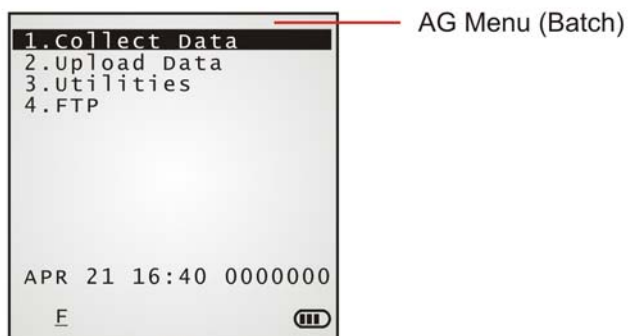 AG Menu (Batch)
1.Collect Data
2.Upload Data
3.Utilities
4.FTP
APR 21 16:40 0000000
F